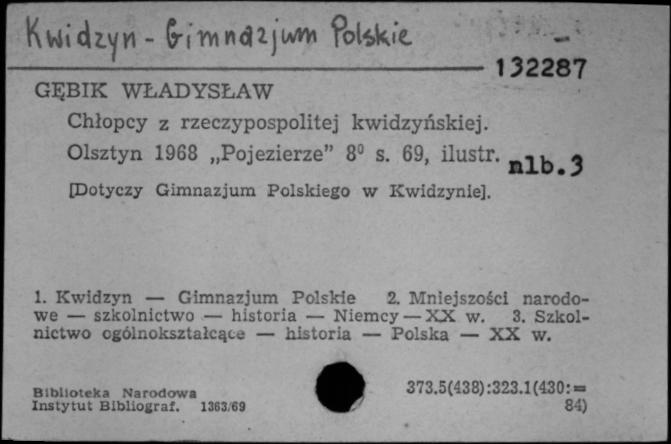 Kwidzyn - Gimnazjum Polskie
132287
GĘBIK WŁADYSŁAW
Chłopcy z rzeczypospolitej kwidzyńskiej.
Olsztyn 1968 „Pojezierze” 8⁰ s. 69, ilustr. nlb.3
[Dotyczy Gimnazjum Polskiego w Kwidzynie].
1. Kwidzyn — Gimnazjum Polskie 2. Mniejszości narodo-
we — szkolnictwo — historia — Niemcy — XX w. 3. Szkol-
nictwo ogólnokształcące — historia — Polska — XX w.
Biblioteka Narodowa
Instytut Bibliograf. 1363/69
373.5(438):323.1(430:=
84)